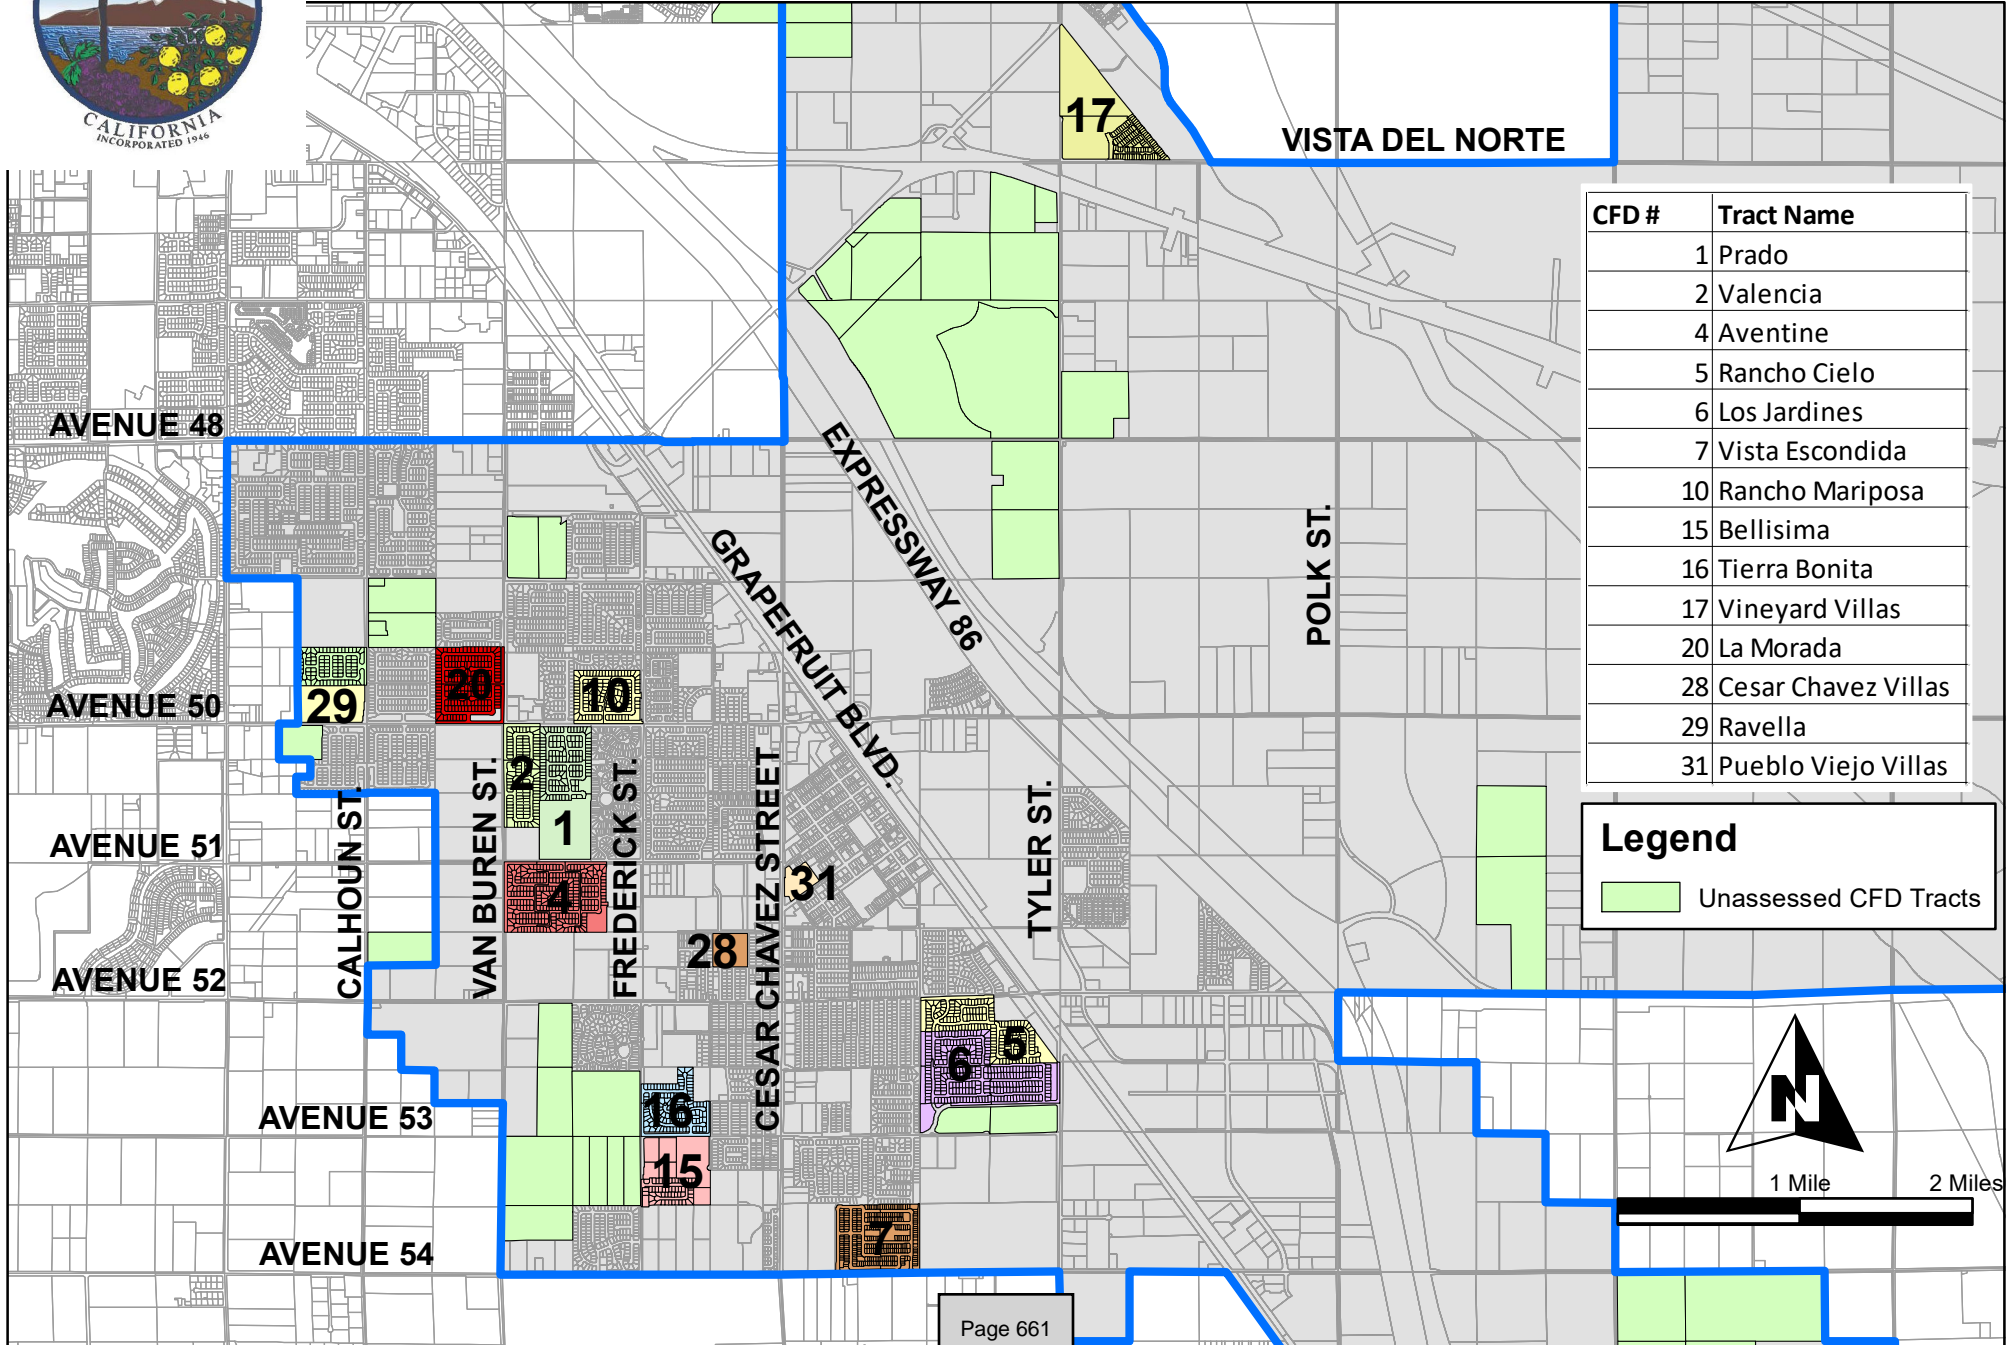 CALIFORNIA
INCORPORATED 1946
17
VISTA DEL NORTE
CFD # Tract Name
1 Prado
2 Valencia
4 Aventine
5 Rancho Cielo
6 Los Jardines
7 Vista Escondida
10 Rancho Mariposa
15 Bellisima
16 Tierra Bonita
17 Vineyard Villas
20 La Morada
28 Cesar Chavez Villas
29 Ravella
31 Pueblo Viejo Villas
AVENUE 48
EXPRESSWAY 86
GRAPEFRUIT BLVD.
POLK ST.
AVENUE 50
29
20
10
2
1
VAN BUREN ST.
FREDERICK ST.
CESAR CHAVEZ STREET
CALHOUN ST.
TYLER ST.
AVENUE 51
4
31
28
AVENUE 52
Legend
Unassessed CFD Tracts
5
6
16
AVENUE 53
15
7
AVENUE 54
N
1 Mile 2 Miles
Page 661